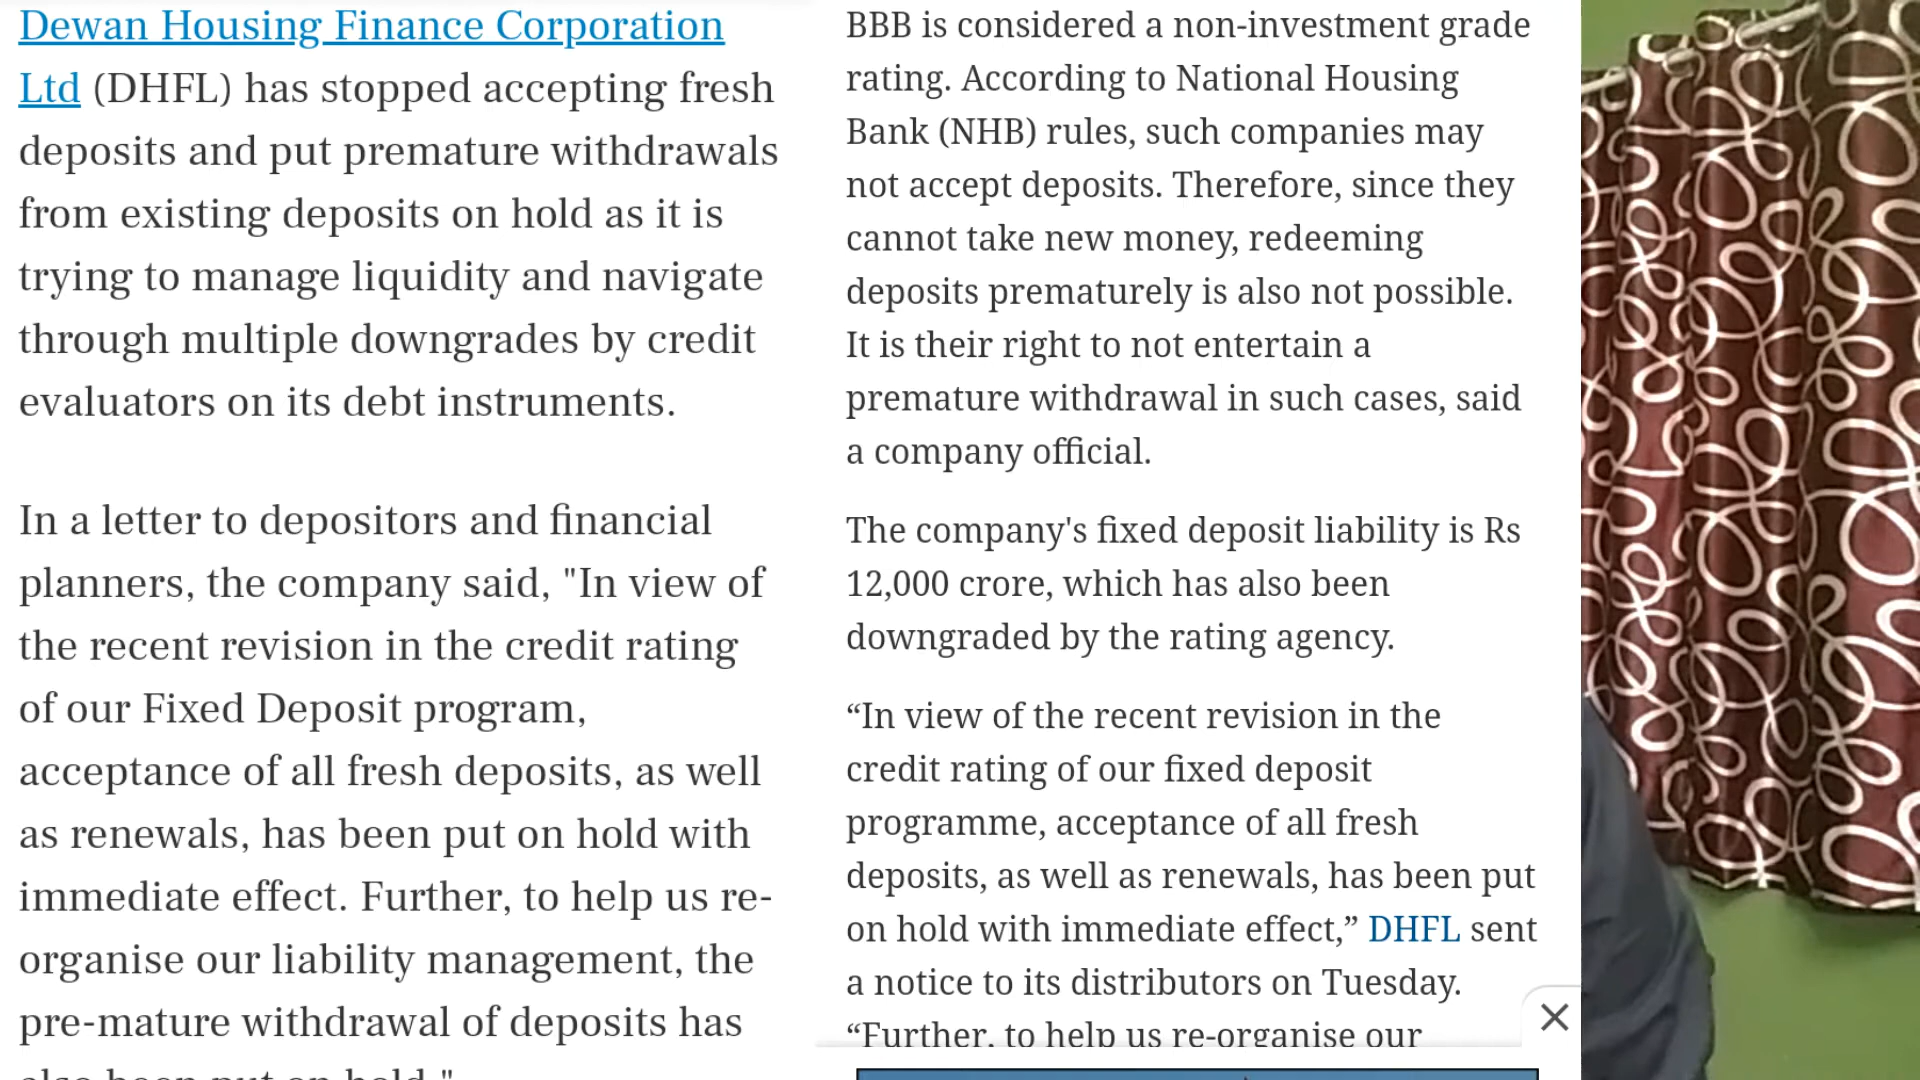 Dewan Housing Finance Corporation
Ltd (DHFL) has stopped accepting fresh
deposits and put premature withdrawals
from existing deposits on hold as it is
trying to manage liquidity and navigate
through multiple downgrades by credit
evaluators on its debt instruments.
In a letter to depositors and financial
planners, the company said, "In view of
the recent revision in the credit rating
of our Fixed Deposit program,
acceptance of all fresh deposits, as well
as renewals, has been put on hold with
immediate effect. Further, to help us re-
organise our liability management, the
pre-mature withdrawal of deposits has
also been put on hold."
BBB is considered a non-investment grade
rating. According to National Housing
Bank (NHB) rules, such companies may
not accept deposits. Therefore, since they
cannot take new money, redeeming
deposits prematurely is also not possible.
It is their right to not entertain a
premature withdrawal in such cases, said
a company official.
The company's fixed deposit liability is Rs
12,000 crore, which has also been
downgraded by the rating agency.
“In view of the recent revision in the
credit rating of our fixed deposit
programme, acceptance of all fresh
deposits, as well as renewals, has been put
on hold with immediate effect,” DHFL sent
a notice to its distributors on Tuesday.
“Further, to help us re-organise our